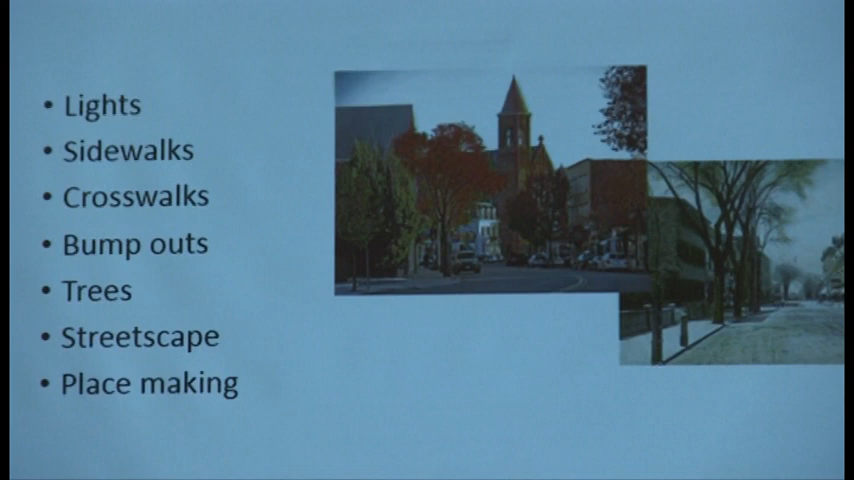 • Lights
• Sidewalks
• Crosswalks
• Bump outs
• Trees
• Streetscape
• Place making